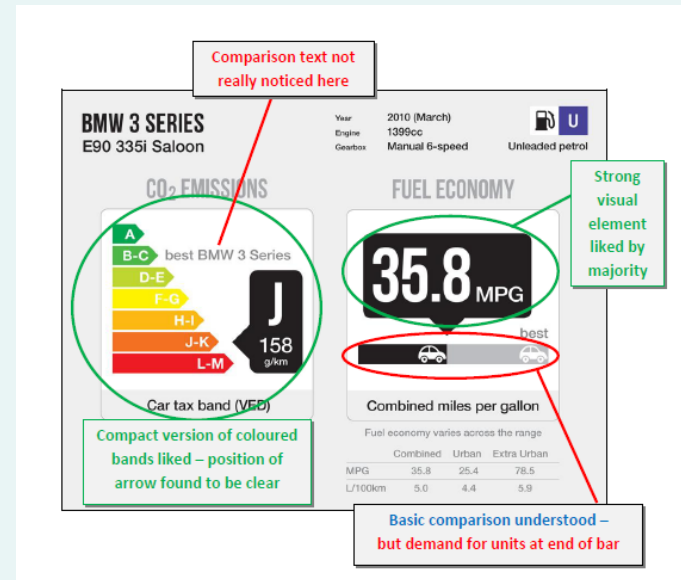 Comparison text not
really noticed here
BMW 3 SERIES
E90 335i Saloon
Year 2010 (March)
Engine 1399cc
Gearbox Manual 6-speed
U
Unleaded petrol
CO₂ EMISSIONS
A
B-C best BMW 3 Series
D-E
F-G
H-I
J-K
L-M
J
158
g/km
Car tax band (VED)
FUEL ECONOMY
35.8 MPG
best
Combined miles per gallon
Fuel economy varies across the range
Combined Urban Extra Urban
MPG 35.8 25.4 78.5
L/100km 5.0 4.4 5.9
Strong
visual
element
liked by
majority
Compact version of coloured
bands liked – position of
arrow found to be clear
Basic comparison understood –
but demand for units at end of bar